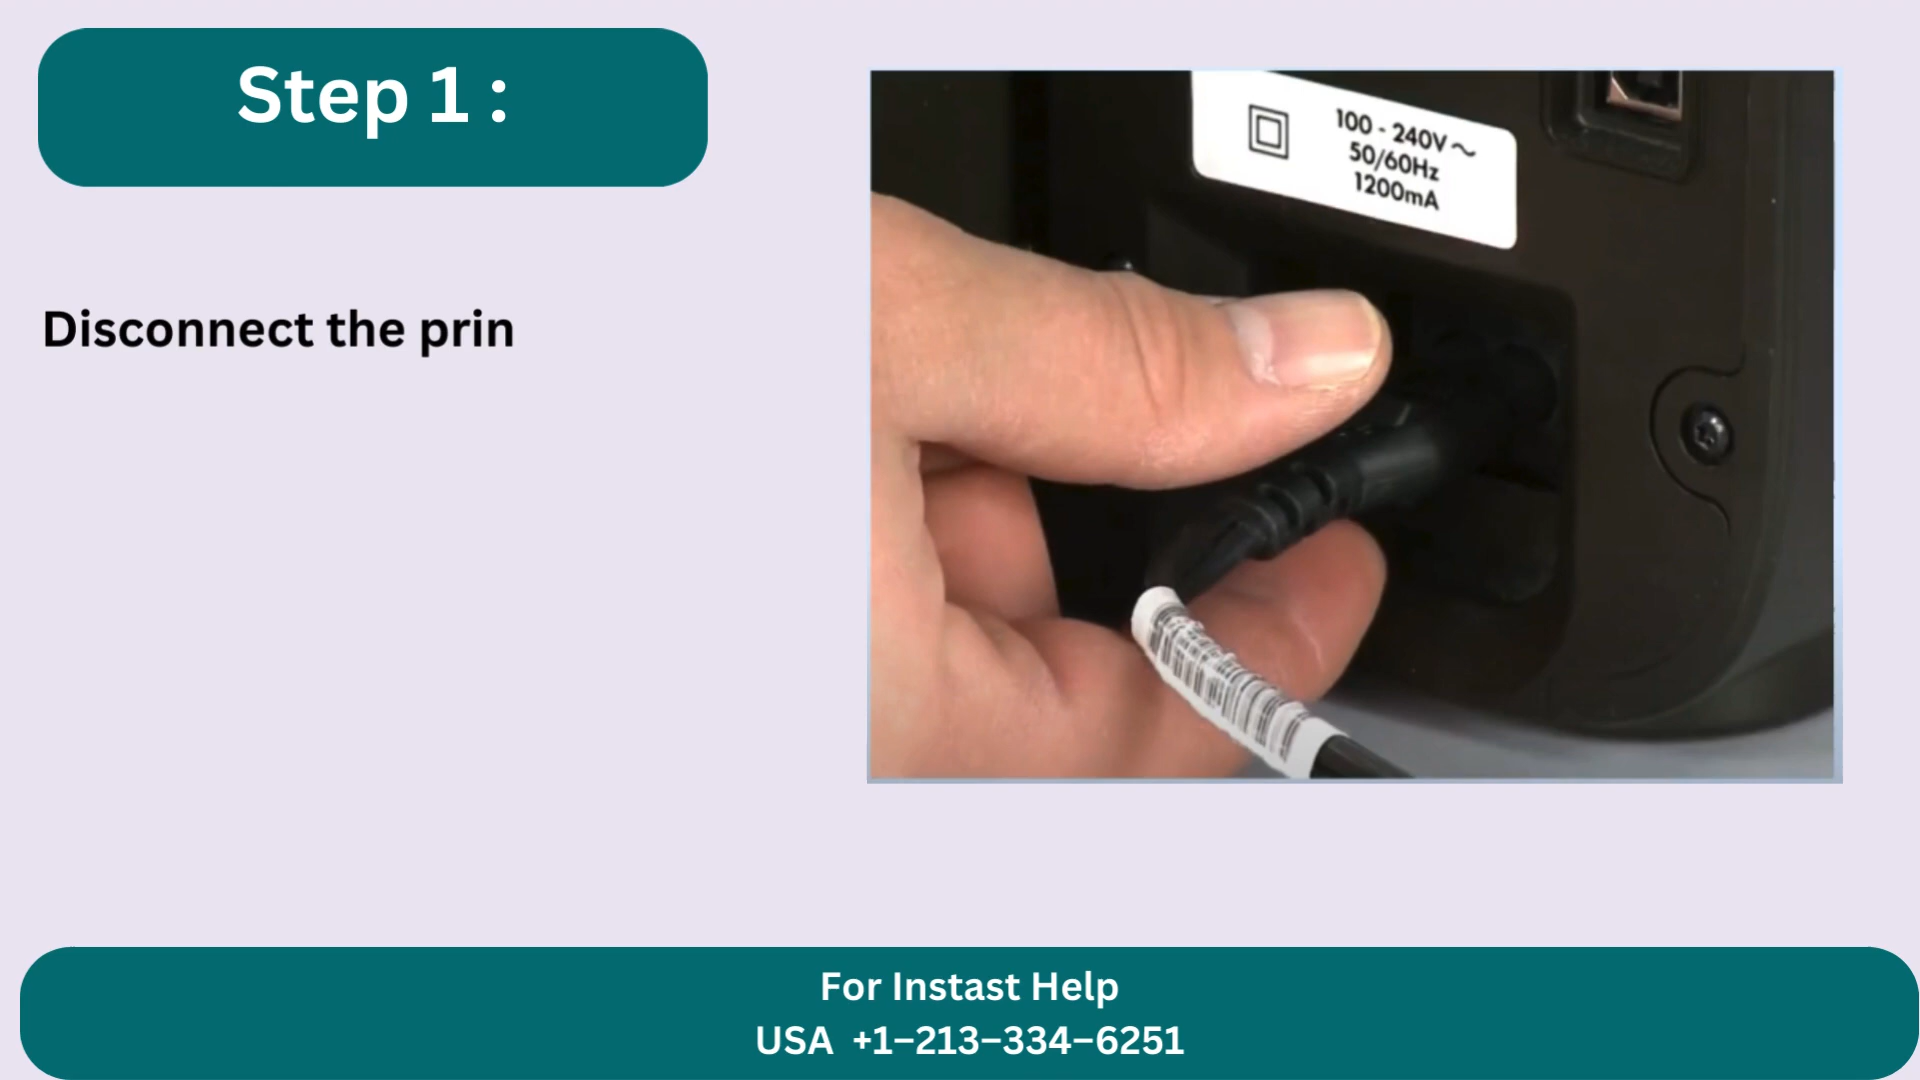 Step 1 :
Disconnect the prin
100 - 240V ~
50/60Hz
1200mA
For Instast Help
USA +1–213–334–6251